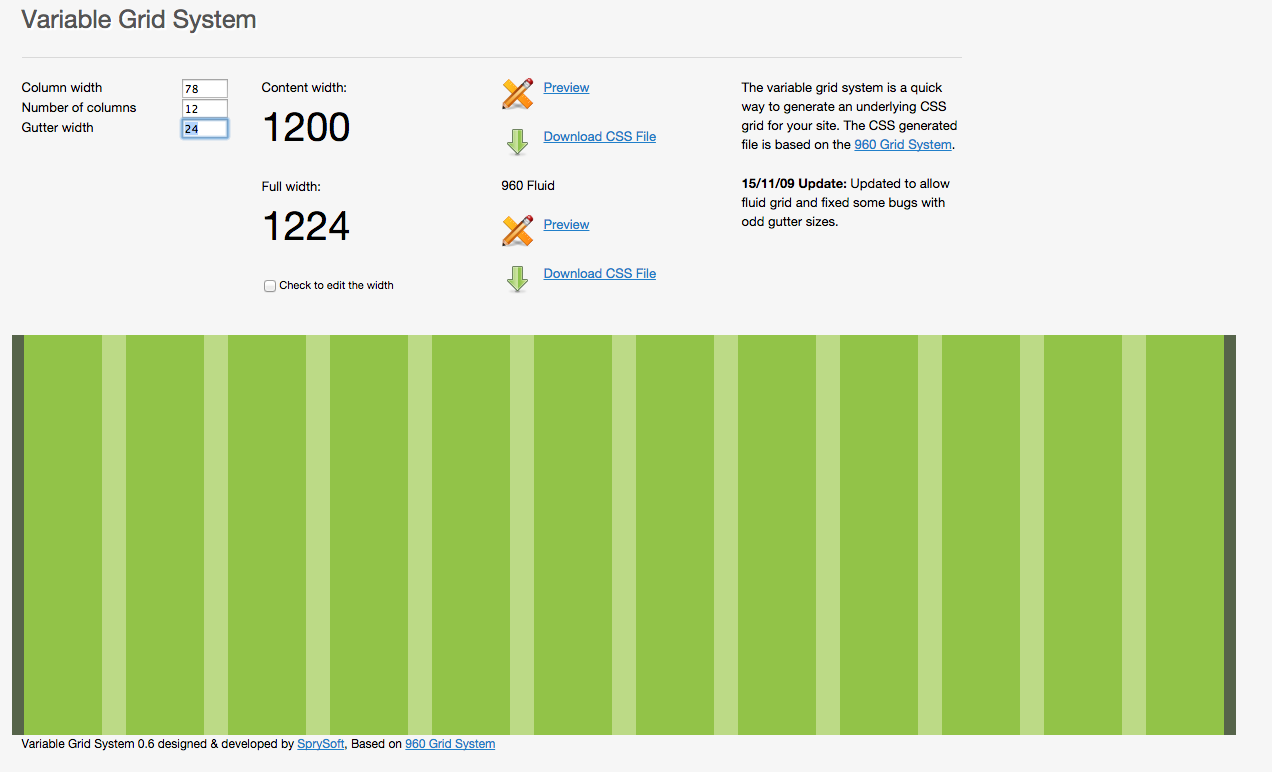 Variable Grid System
Column width 78
Number of columns 12
Gutter width 24
Content width:
1200
Full width:
1224
Check to edit the width
Preview
Download CSS File
960 Fluid
Preview
Download CSS File
The variable grid system is a quick
way to generate an underlying CSS
grid for your site. The CSS generated
file is based on the 960 Grid System.
15/11/09 Update: Updated to allow
fluid grid and fixed some bugs with
odd gutter sizes.
Variable Grid System 0.6 designed & developed by SprySoft, Based on 960 Grid System